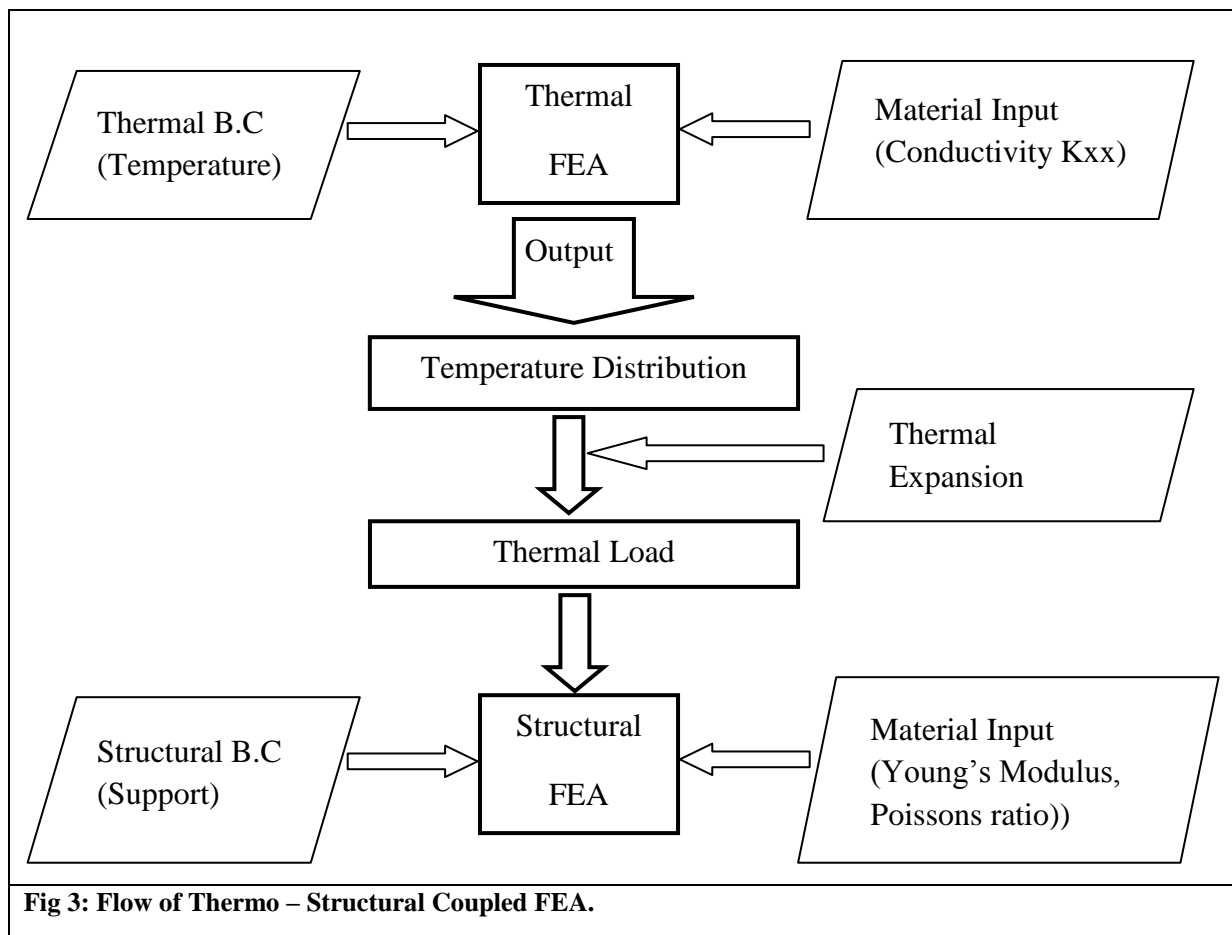 Thermal B.C
(Temperature)
Thermal
FEA
Material Input
(Conductivity Kxx)
Output
Temperature Distribution
Thermal
Expansion
Thermal Load
Structural B.C
(Support)
Structural
FEA
Material Input
(Young’s Modulus,
Poissons ratio))
Fig 3: Flow of Thermo – Structural Coupled FEA.